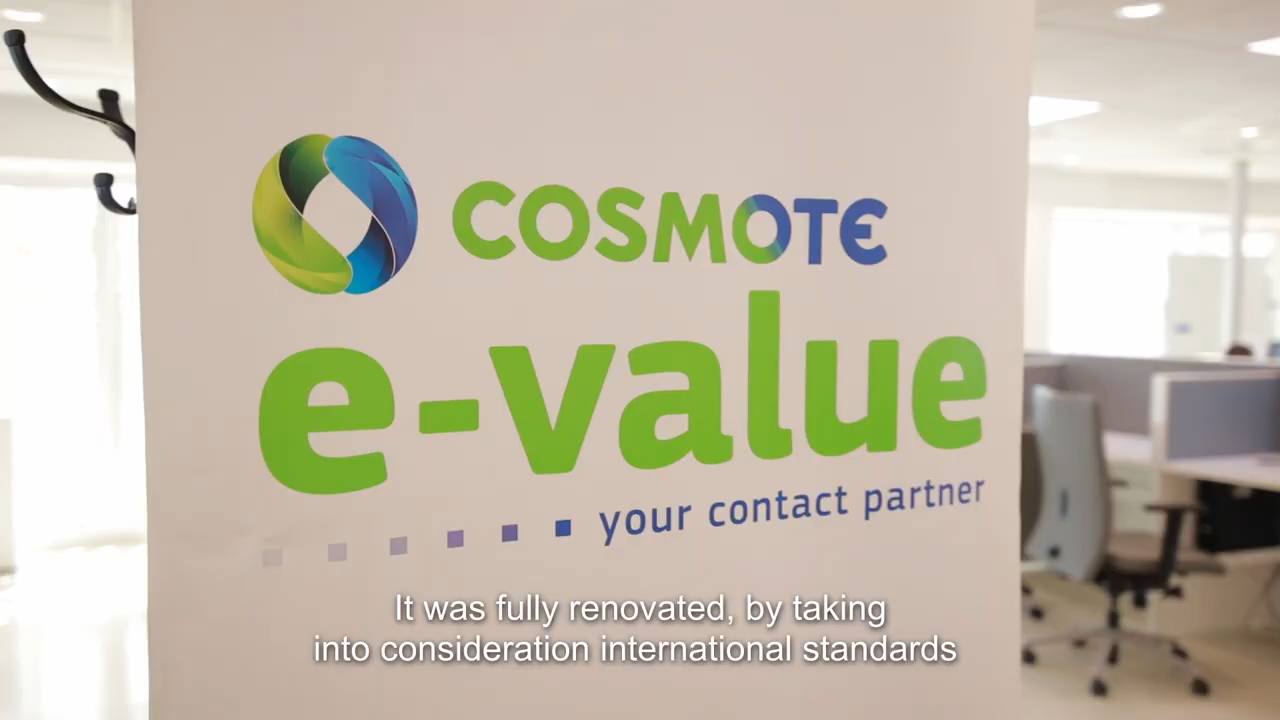 COSMOTE
e-value
your contact partner
It was fully renovated, by taking
into consideration international standards